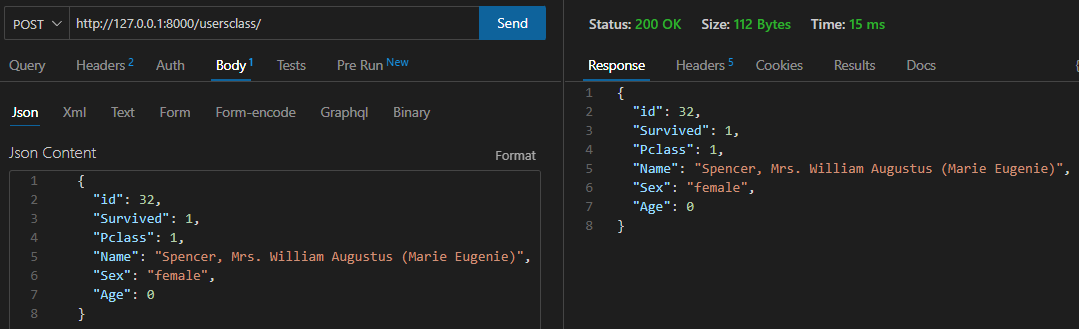 POST http://127.0.0.1:8000/usersclass/ Send
Query Headers 2 Auth Body 1 Tests Pre Run New
Json Xml Text Form Form-encode Graphql Binary
Json Content Format
1 {
2 "id": 32,
3 "Survived": 1,
4 "Pclass": 1,
5 "Name": "Spencer, Mrs. William Augustus (Marie Eugenie)",
6 "Sex": "female",
7 "Age": 0
8 }
Status: 200 OK Size: 112 Bytes Time: 15 ms
Response Headers 5 Cookies Results Docs {
1 {
2 "id": 32,
3 "Survived": 1,
4 "Pclass": 1,
5 "Name": "Spencer, Mrs. William Augustus (Marie Eugenie)",
6 "Sex": "female",
7 "Age": 0
8 }